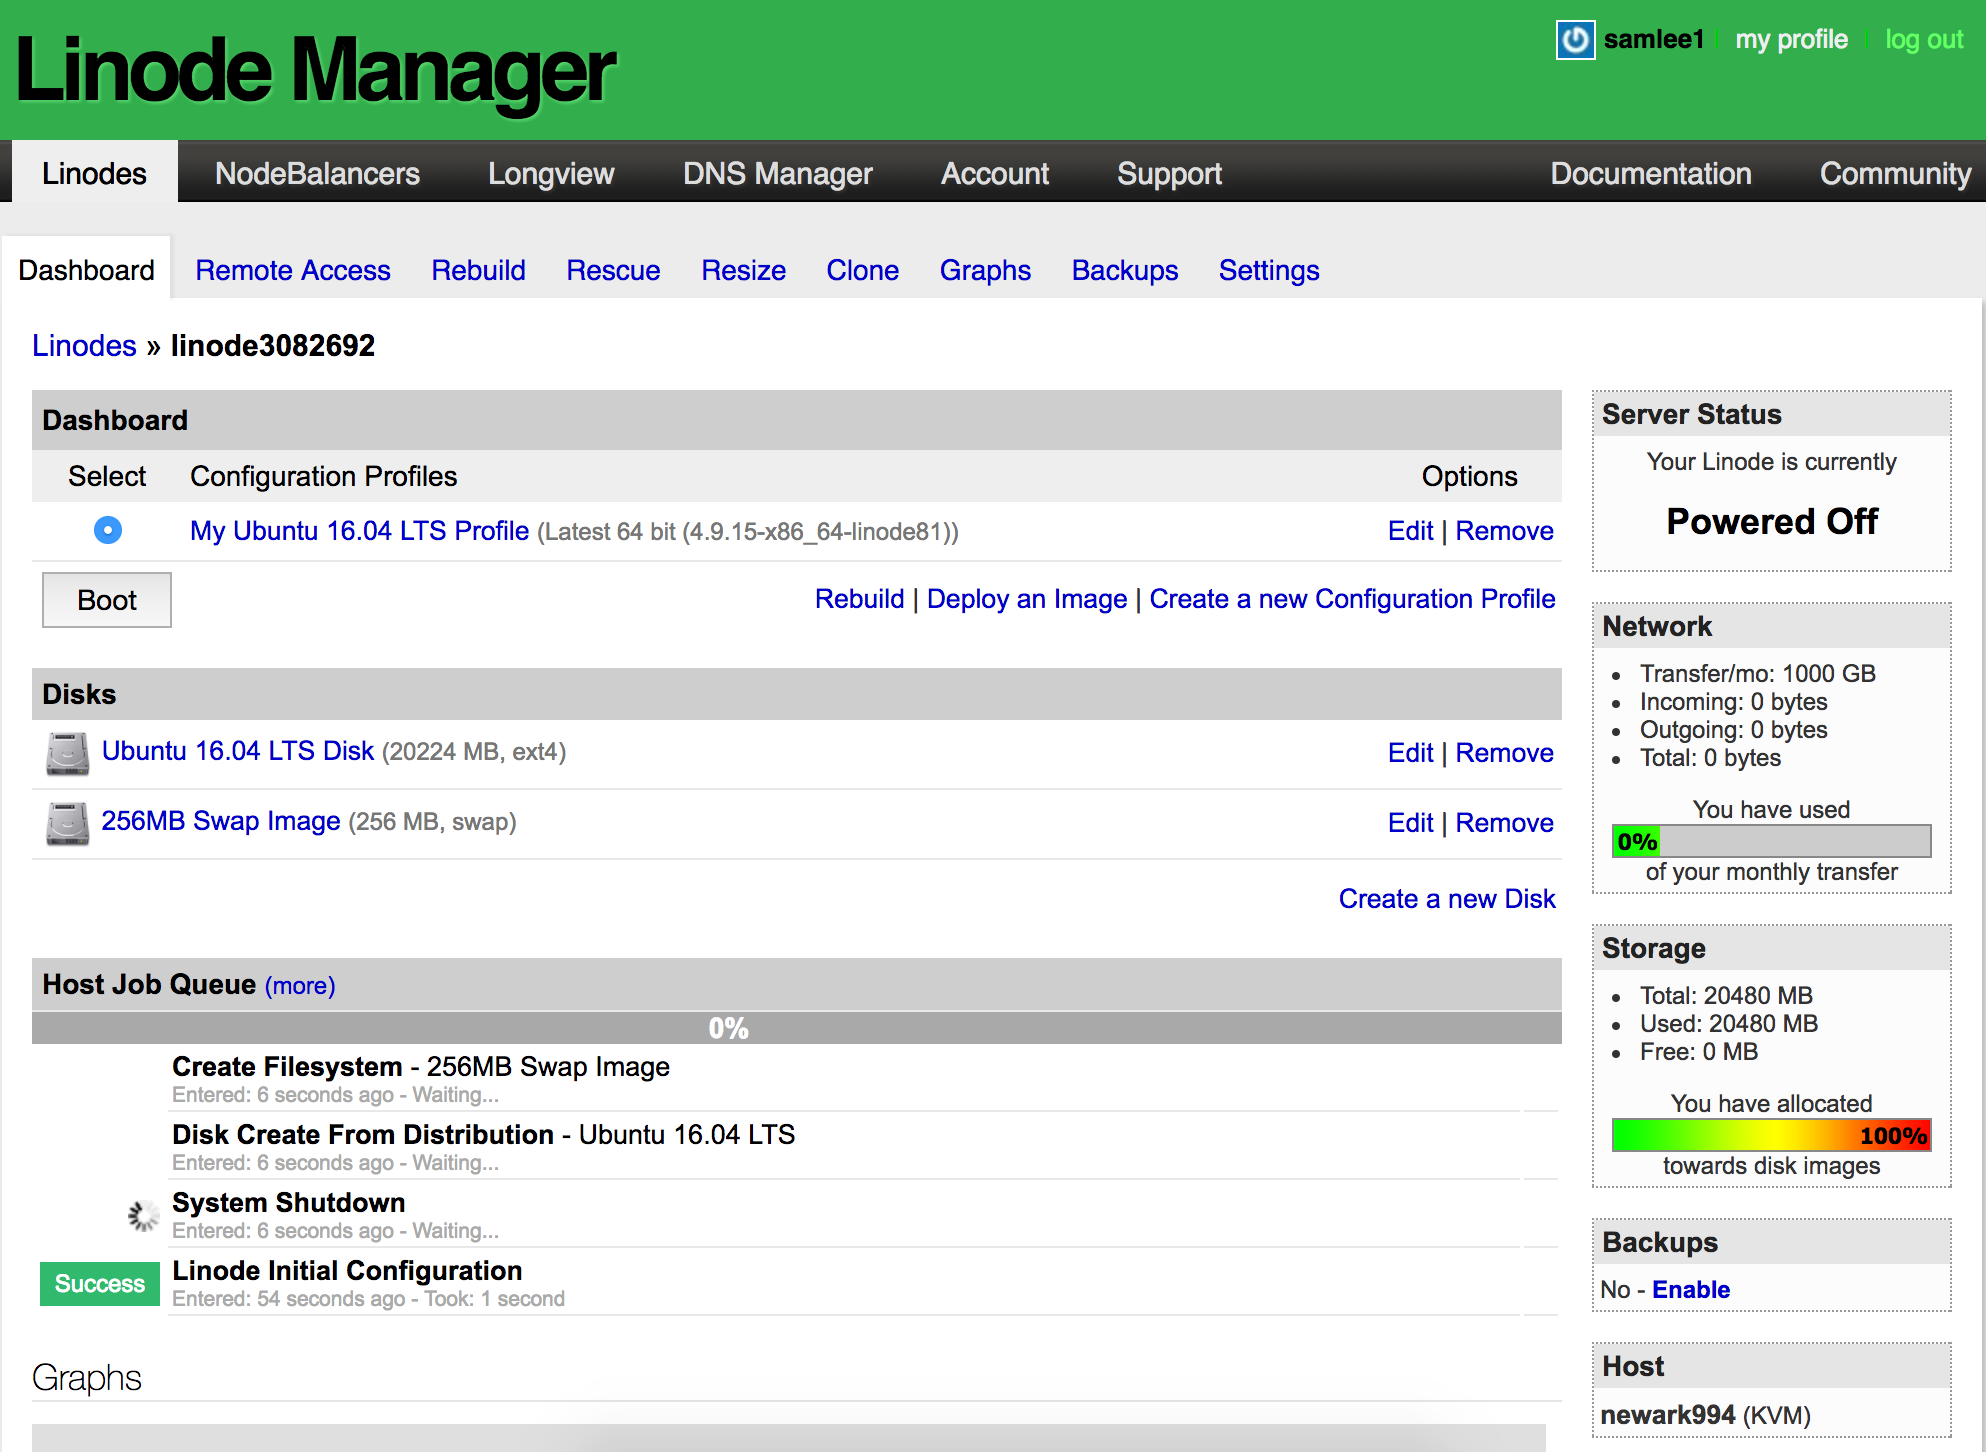 Linode Manager
samlee1 my profile log out
Linodes NodeBalancers Longview DNS Manager Account Support Documentation Community
Dashboard Remote Access Rebuild Rescue Resize Clone Graphs Backups Settings
Linodes » linode3082692
Dashboard
Select Configuration Profiles Options
My Ubuntu 16.04 LTS Profile (Latest 64 bit (4.9.15-x86_64-linode81)) Edit | Remove
Boot Rebuild | Deploy an Image | Create a new Configuration Profile
Disks
Ubuntu 16.04 LTS Disk (20224 MB, ext4) Edit | Remove
256MB Swap Image (256 MB, swap) Edit | Remove
Create a new Disk
Host Job Queue (more)
0%
Create Filesystem - 256MB Swap Image
Entered: 6 seconds ago - Waiting...
Disk Create From Distribution - Ubuntu 16.04 LTS
Entered: 6 seconds ago - Waiting...
System Shutdown
Entered: 6 seconds ago - Waiting...
Success Linode Initial Configuration
Entered: 54 seconds ago - Took: 1 second
Graphs
Server Status
Your Linode is currently
Powered Off
Network
Transfer/mo: 1000 GB
Incoming: 0 bytes
Outgoing: 0 bytes
Total: 0 bytes
You have used
0%
of your monthly transfer
Storage
Total: 20480 MB
Used: 20480 MB
Free: 0 MB
You have allocated
100%
towards disk images
Backups
No - Enable
Host
newark994 (KVM)